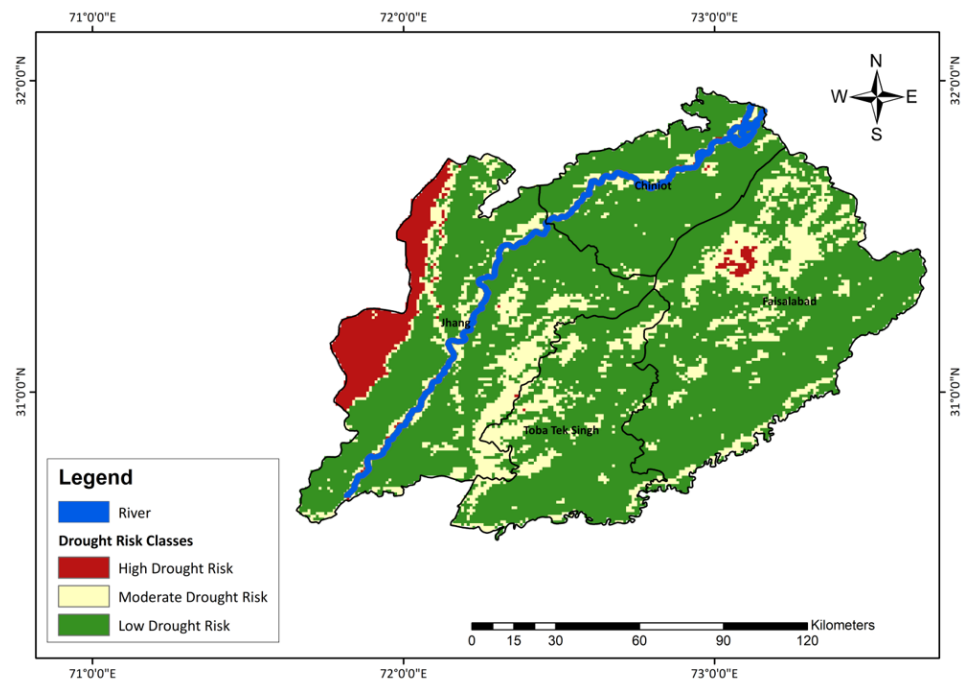 71°0'0"E 72°0'0"E 73°0'0"E
32°0'0"N
32°0'0"N
N
W E
S
Chiniot
Faisalabad
Jhang
31°0'0"N
31°0'0"N
Toba Tek Singh
Legend
River
Drought Risk Classes
High Drought Risk
Moderate Drought Risk
Low Drought Risk
Kilometers
0 15 30 60 90 120
71°0'0"E 72°0'0"E 73°0'0"E